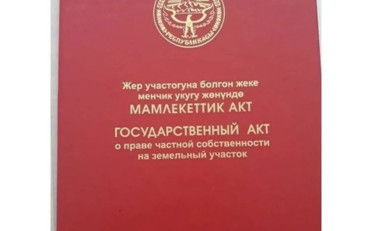 Жер участогуна болгон жеке
менчик укугу жөнүндө
МАМЛЕКЕТТИК АКТ
ГОСУДАРСТВЕННЫЙ АКТ
о праве частной собственности
на земельный участок